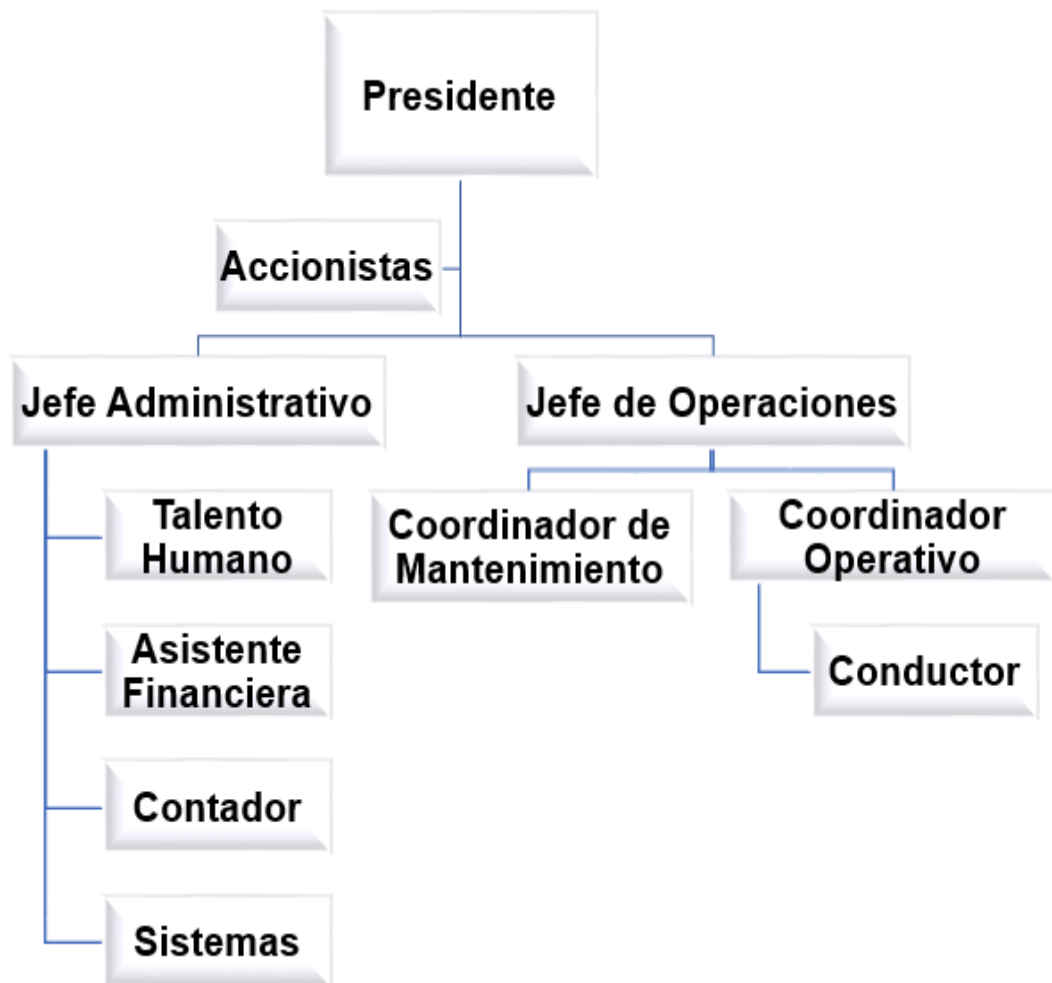 Presidente
Accionistas
Jefe Administrativo
Jefe de Operaciones
Talento
Humano
Coordinador de
Mantenimiento
Coordinador
Operativo
Asistente
Financiera
Conductor
Contador
Sistemas